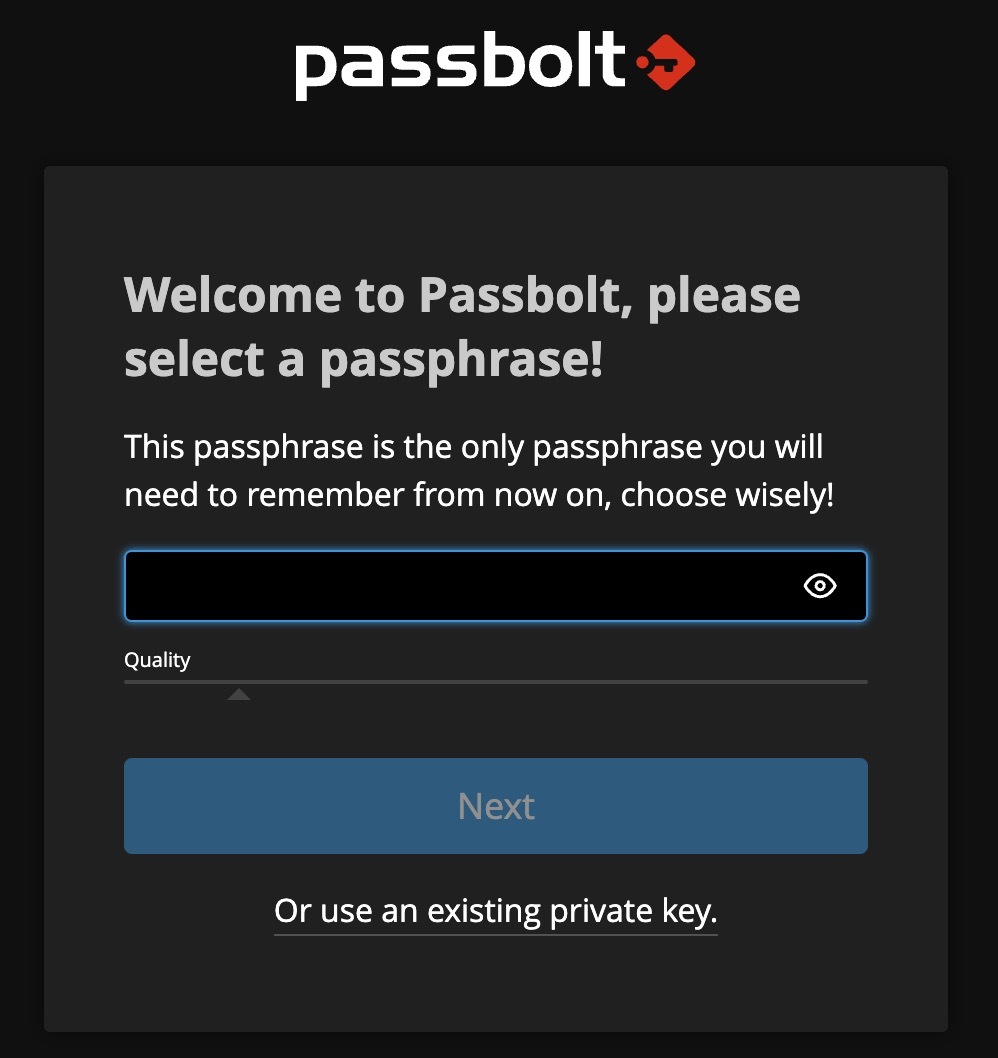 passbolt
Welcome to Passbolt, please
select a passphrase!
This passphrase is the only passphrase you will
need to remember from now on, choose wisely!
Quality
Next
Or use an existing private key.